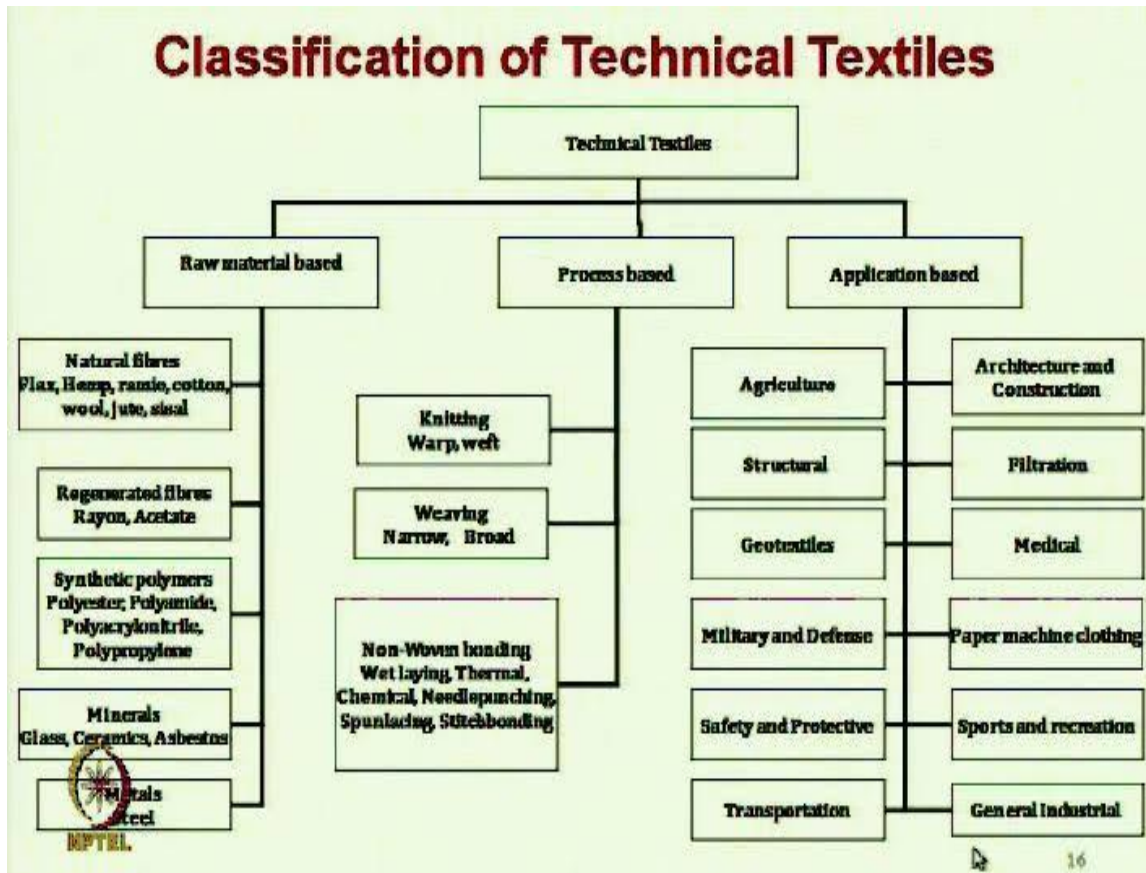 Classification of Technical Textiles
Technical Textiles
Raw material based
Process based
Application based
Natural fibres
Flax, Hemp, ramio, cotton,
wool, jute, sisal
Regenerated fibres
Rayon, Acetate
Synthetic polymers
Polyester, Polyamide,
Polyacrylonitrile,
Polypropylene
Minerals
Glass, Ceramics, Asbestos
Metals
Steel
Knitting
Warp, weft
Weaving
Narrow, Broad
Non-Woven bonding
Wet laying, Thermal,
Chemical, Needlepunching,
Spunlacing, Stitchbonding
Agriculture
Structural
Geotextiles
Military and Defense
Safety and Protective
Transportation
Architecture and
Construction
Filtration
Medical
Paper machine clothing
Sports and recreation
General Industrial
NPTEL
16